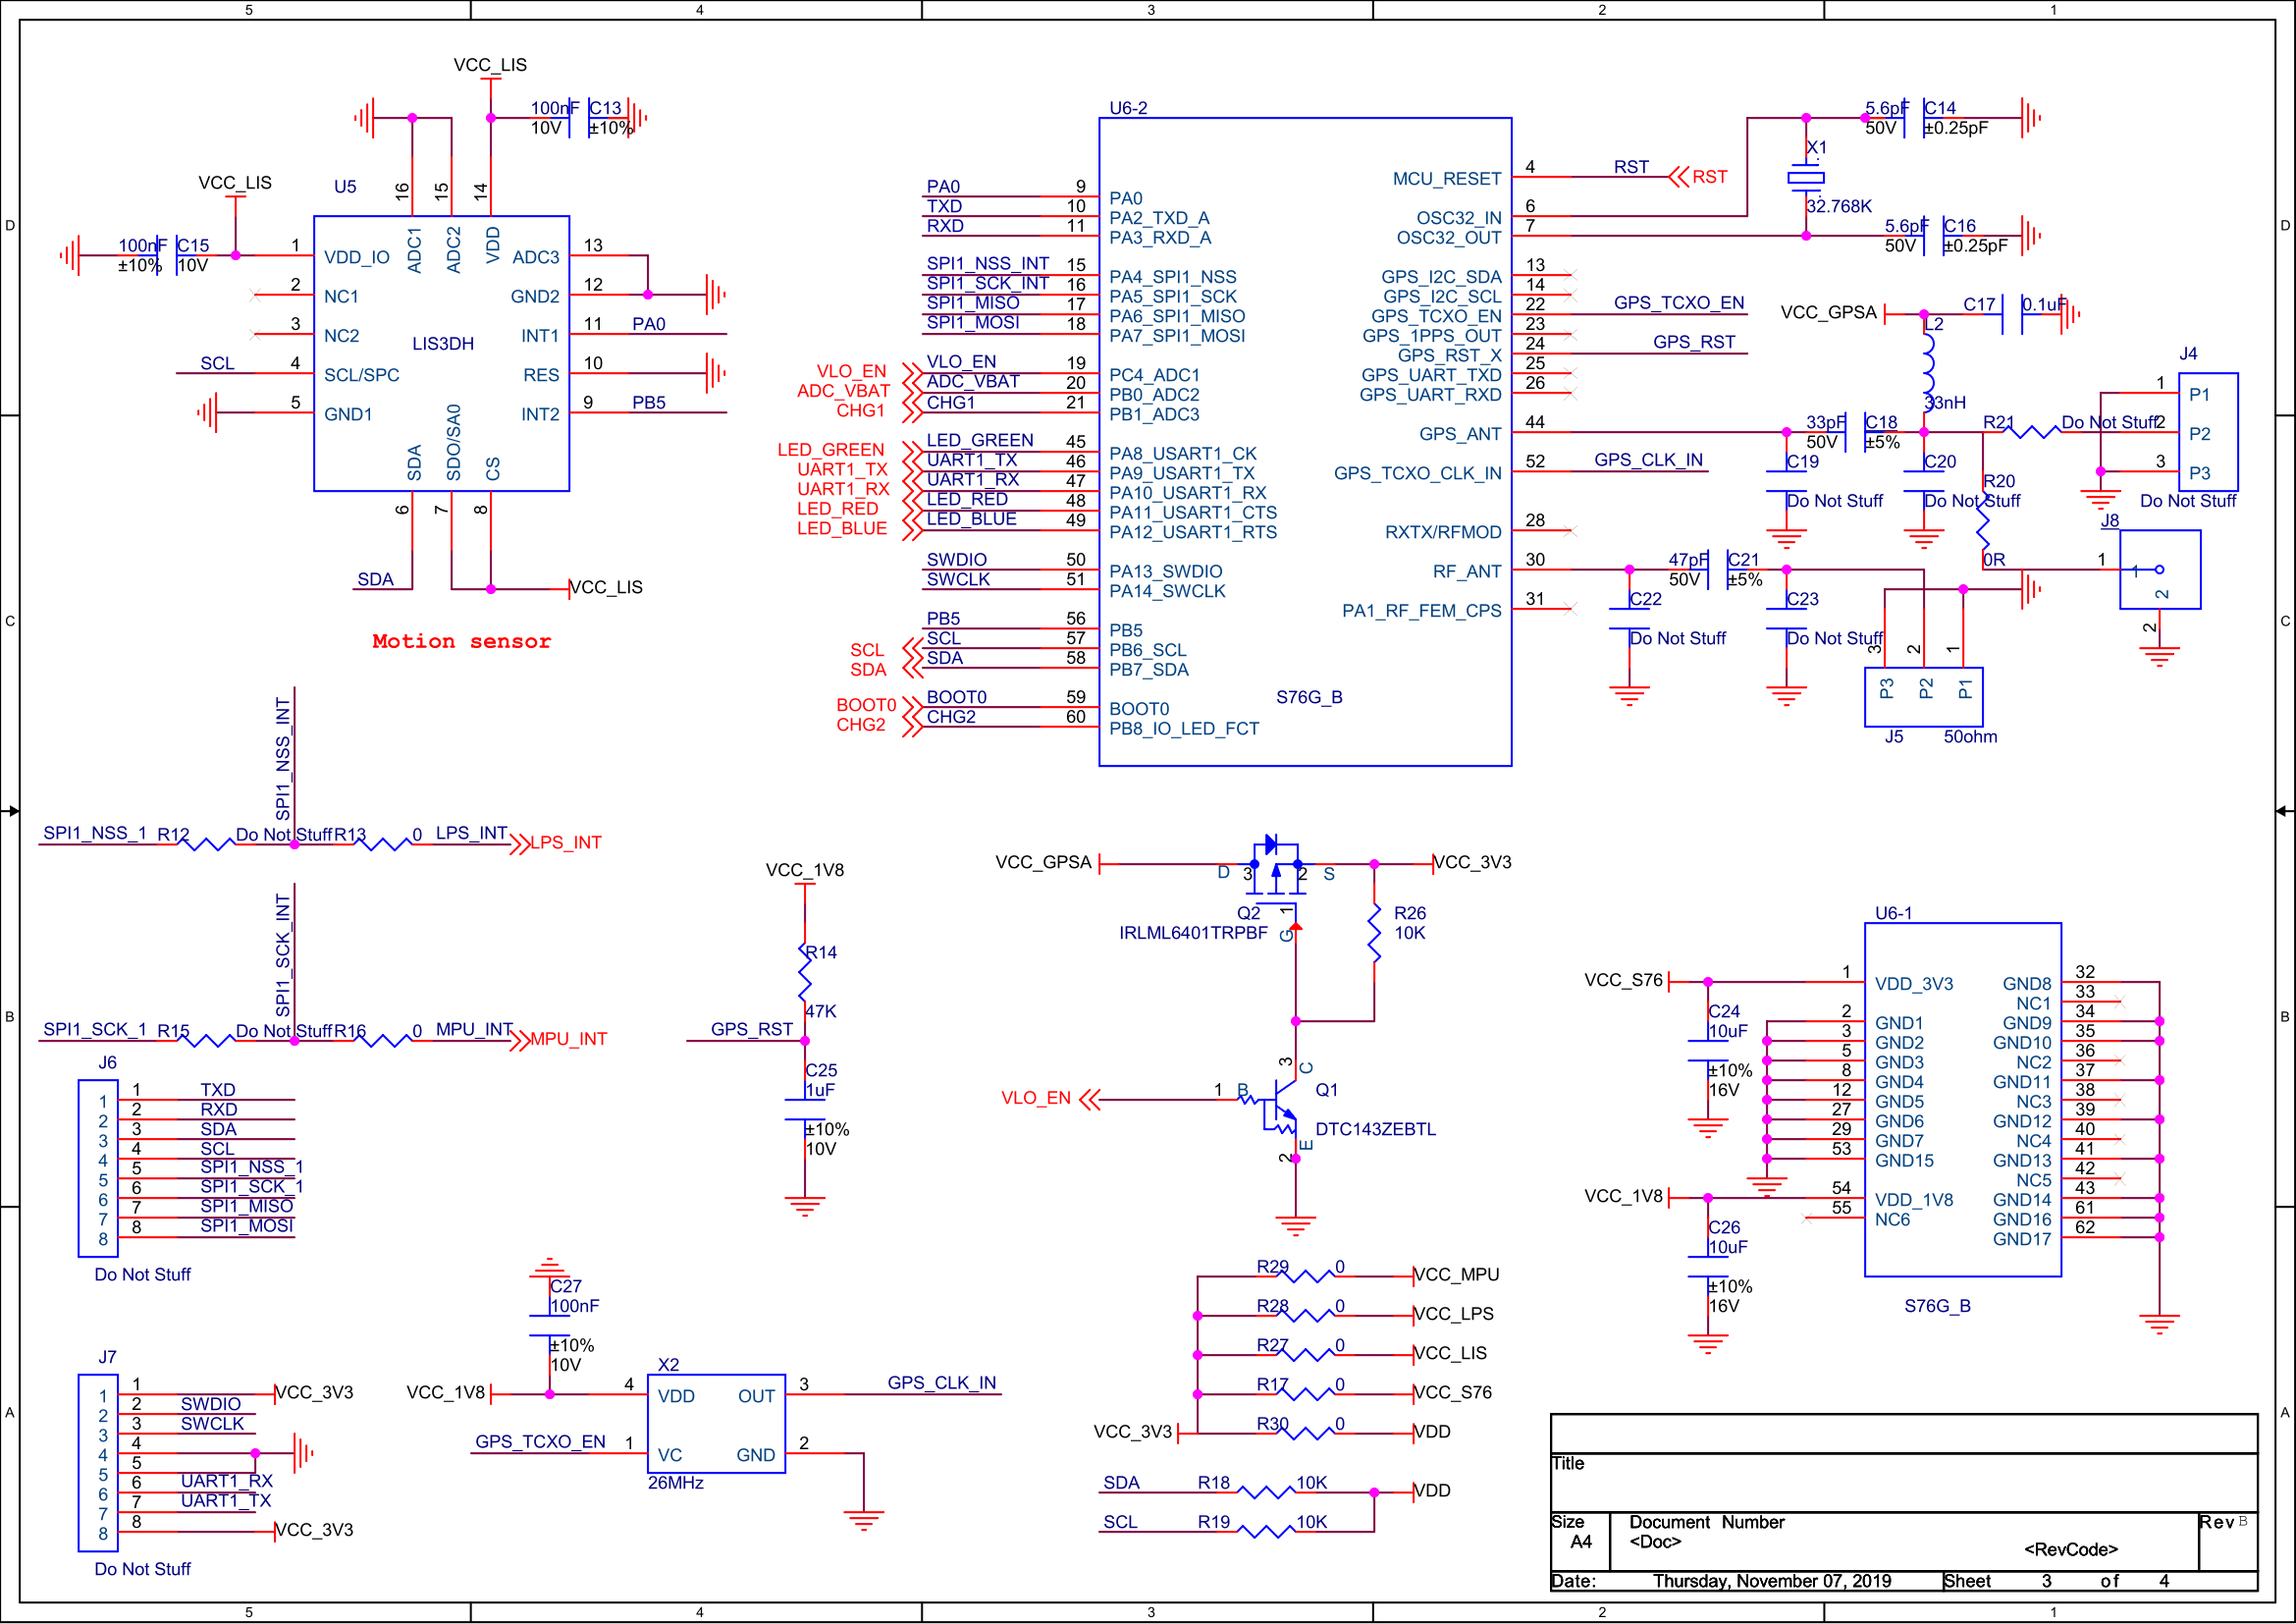 5 4 3 2 1
D
C
B
A
VCC_LIS
100nF C13
10V ±10%
VCC_LIS
U5
16 15 14
100nF C15
±10% 10V
1 VDD_IO
2 NC1
3 NC2
SCL 4 SCL/SPC
5 GND1
ADC1 ADC2 VDD
LIS3DH
ADC3 13
GND2 12
INT1 11 PA0
RES 10
INT2 9 PB5
SDA SDO/SA0 CS
6 7 8
SDA
VCC_LIS
Motion sensor
U6-2
PA0 9 PA0
TXD 10 PA2_TXD_A
RXD 11 PA3_RXD_A
SPI1_NSS_INT 15 PA4_SPI1_NSS
SPI1_SCK_INT 16 PA5_SPI1_SCK
SPI1_MISO 17 PA6_SPI1_MISO
SPI1_MOSI 18 PA7_SPI1_MOSI
VLO_EN VLO_EN 19 PC4_ADC1
ADC_VBAT ADC_VBAT 20 PB0_ADC2
CHG1 CHG1 21 PB1_ADC3
LED_GREEN LED_GREEN 45 PA8_USART1_CK
UART1_TX UART1_TX 46 PA9_USART1_TX
UART1_RX UART1_RX 47 PA10_USART1_RX
LED_RED LED_RED 48 PA11_USART1_CTS
LED_BLUE LED_BLUE 49 PA12_USART1_RTS
SWDIO 50 PA13_SWDIO
SWCLK 51 PA14_SWCLK
PB5 56 PB5
SCL SCL 57 PB6_SCL
SDA SDA 58 PB7_SDA
BOOT0 BOOT0 59 BOOT0
CHG2 CHG2 60 PB8_IO_LED_FCT
S76G_B
MCU_RESET 4 RST RST
OSC32_IN 6
OSC32_OUT 7
GPS_I2C_SDA 13
GPS_I2C_SCL 14
GPS_TCXO_EN 22 GPS_TCXO_EN
GPS_1PPS_OUT 23
GPS_RST_X 24 GPS_RST
GPS_UART_TXD 25
GPS_UART_RXD 26
GPS_ANT 44
GPS_TCXO_CLK_IN 52 GPS_CLK_IN
RXTX/RFMOD 28
RF_ANT 30
PA1_RF_FEM_CPS 31
5.6pF C14
50V ±0.25pF
X1
32.768K
5.6pF C16
50V ±0.25pF
VCC_GPSA
C17 0.1uF
L2
33nH
33pF C18
50V ±5%
R21 Do Not Stuff
C19
Do Not Stuff
C20
Do Not Stuff
R20
0R
J4
1 P1
2 P2
3 P3
Do Not Stuff
J8
1 1
2
2
47pF C21
50V ±5%
C22
Do Not Stuff
C23
Do Not Stuff
3 2 1
P3 P2 P1
J5 50ohm
SPI1_NSS_INT
SPI1_NSS_1 R12 Do Not Stuff R13 0 LPS_INT LPS_INT
SPI1_SCK_INT
SPI1_SCK_1 R15 Do Not Stuff R16 0 MPU_INT MPU_INT
J6
1 1 TXD
2 2 RXD
3 3 SDA
4 4 SCL
5 5 SPI1_NSS_1
6 6 SPI1_SCK_1
7 7 SPI1_MISO
8 8 SPI1_MOSI
Do Not Stuff
J7
1 1 VCC_3V3
2 2 SWDIO
3 3 SWCLK
4 4
5 5
6 6 UART1_RX
7 7 UART1_TX
8 8 VCC_3V3
Do Not Stuff
VCC_1V8
R14
47K
GPS_RST
C25
1uF
±10%
10V
C27
100nF
±10%
10V
X2
VCC_1V8 4 VDD OUT 3 GPS_CLK_IN
GPS_TCXO_EN 1 VC GND 2
26MHz
VCC_GPSA D 3 2 S VCC_3V3
Q2 1
IRLML6401TRPBF G
R26
10K
3 C
VLO_EN 1 B Q1
DTC143ZEBTL
2 E
R29 0 VCC_MPU
R28 0 VCC_LPS
R27 0 VCC_LIS
R17 0 VCC_S76
VCC_3V3 R30 0 VDD
SDA R18 10K VDD
SCL R19 10K
U6-1
VCC_S76 1 VDD_3V3
C24
10uF
±10%
16V
2 GND1
3 GND2
5 GND3
8 GND4
12 GND5
27 GND6
29 GND7
53 GND15
VCC_1V8 54 VDD_1V8
55 NC6
C26
10uF
±10%
16V
GND8 32
NC1 33
GND9 34
GND10 35
NC2 36
GND11 37
NC3 38
GND12 39
NC4 40
GND13 41
NC5 42
GND14 43
GND16 61
GND17 62
S76G_B
Title
Size Document Number Rev B
A4 <Doc> <RevCode>
Date: Thursday, November 07, 2019 Sheet 3 of 4
D
C
B
A
5 4 3 2 1